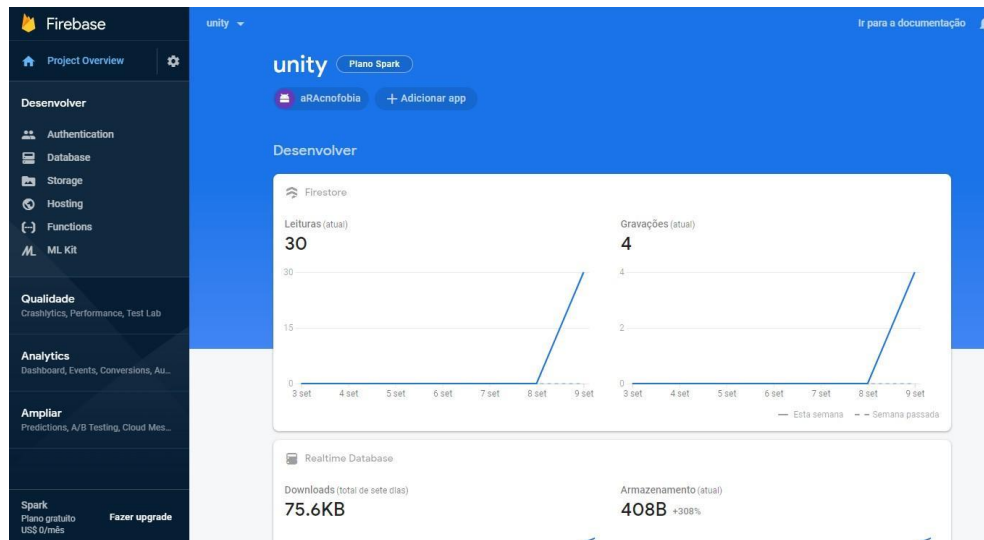 Firebase
Project Overview
Desenvolver
Authentication
Database
Storage
Hosting
Functions
ML Kit
Qualidade
Crashlytics, Performance, Test Lab
Analytics
Dashboard, Events, Conversions, Au...
Ampliar
Predictions, A/B Testing, Cloud Mes...
Spark
Plano gratuito
US$ 0/mês
Fazer upgrade
unity
Ir para a documentação
unity Plano Spark
aRAcnofobia + Adicionar app
Desenvolver
Firestore
Leituras (atual)
30
30
15
0
3 set 4 set 5 set 6 set 7 set 8 set 9 set
Gravações (atual)
4
4
2
0
3 set 4 set 5 set 6 set 7 set 8 set 9 set
Esta semana Semana passada
Realtime Database
Downloads (total de sete dias)
75.6KB
Armazenamento (atual)
408B +308%